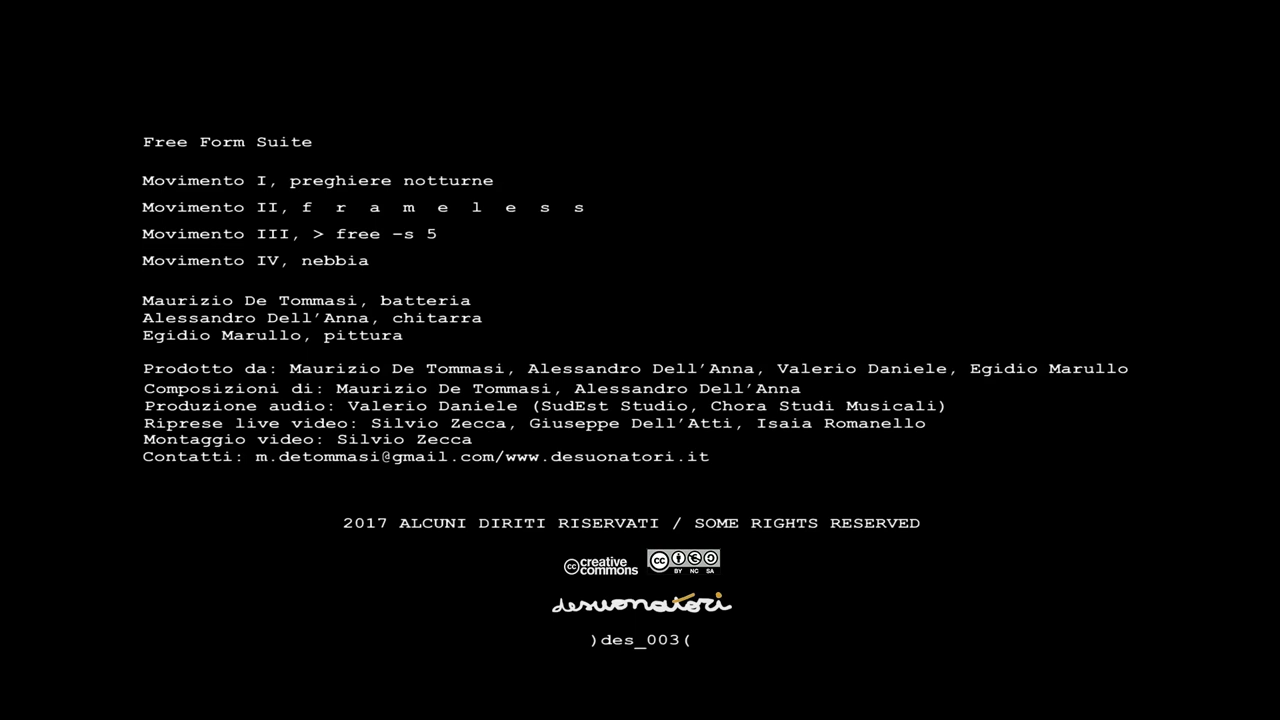 Free Form Suite
Movimento I, preghiere notturne
Movimento II, f r a m e l e s s
Movimento III, > free -s 5
Movimento IV, nebbia
Maurizio De Tommasi, batteria
Alessandro Dell'Anna, chitarra
Egidio Marullo, pittura
Prodotto da: Maurizio De Tommasi, Alessandro Dell'Anna, Valerio Daniele, Egidio Marullo
Composizioni di: Maurizio De Tommasi, Alessandro Dell'Anna
Produzione audio: Valerio Daniele (SudEst Studio, Chora Studi Musicali)
Riprese live video: Silvio Zecca, Giuseppe Dell'Atti, Isaia Romanello
Montaggio video: Silvio Zecca
Contatti: m.detommasi@gmail.com/www.desuonatori.it
2017 ALCUNI DIRITI RISERVATI / SOME RIGHTS RESERVED
cc creative commons cc BY NC SA
desuonatori
)des_003(